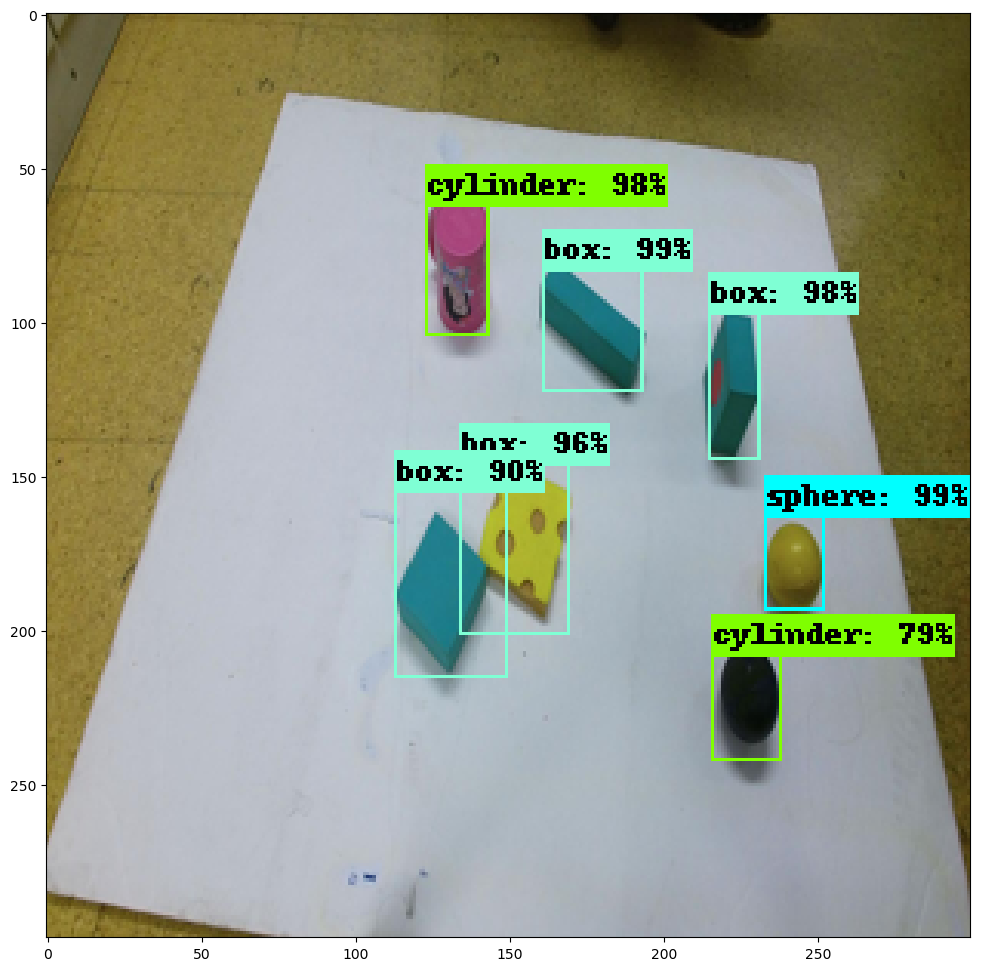 0
50
cylinder: 98%
box: 99%
box: 98%
100
box: 96%
150
box: 90%
sphere: 99%
200
cylinder: 79%
250
0 50 100 150 200 250